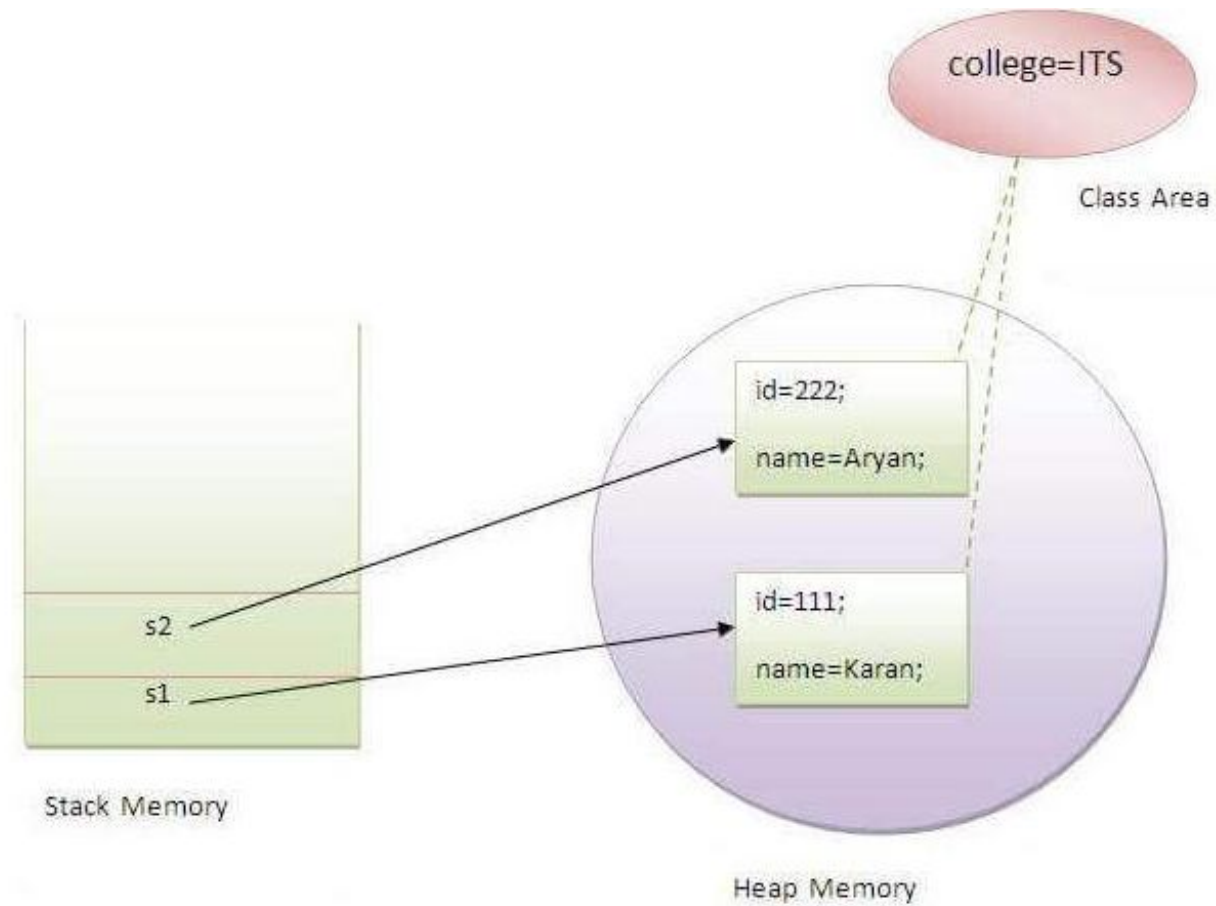 college=ITS
Class Area
id=222;
name=Aryan;
s2
id=111;
name=Karan;
s1
Stack Memory
Heap Memory